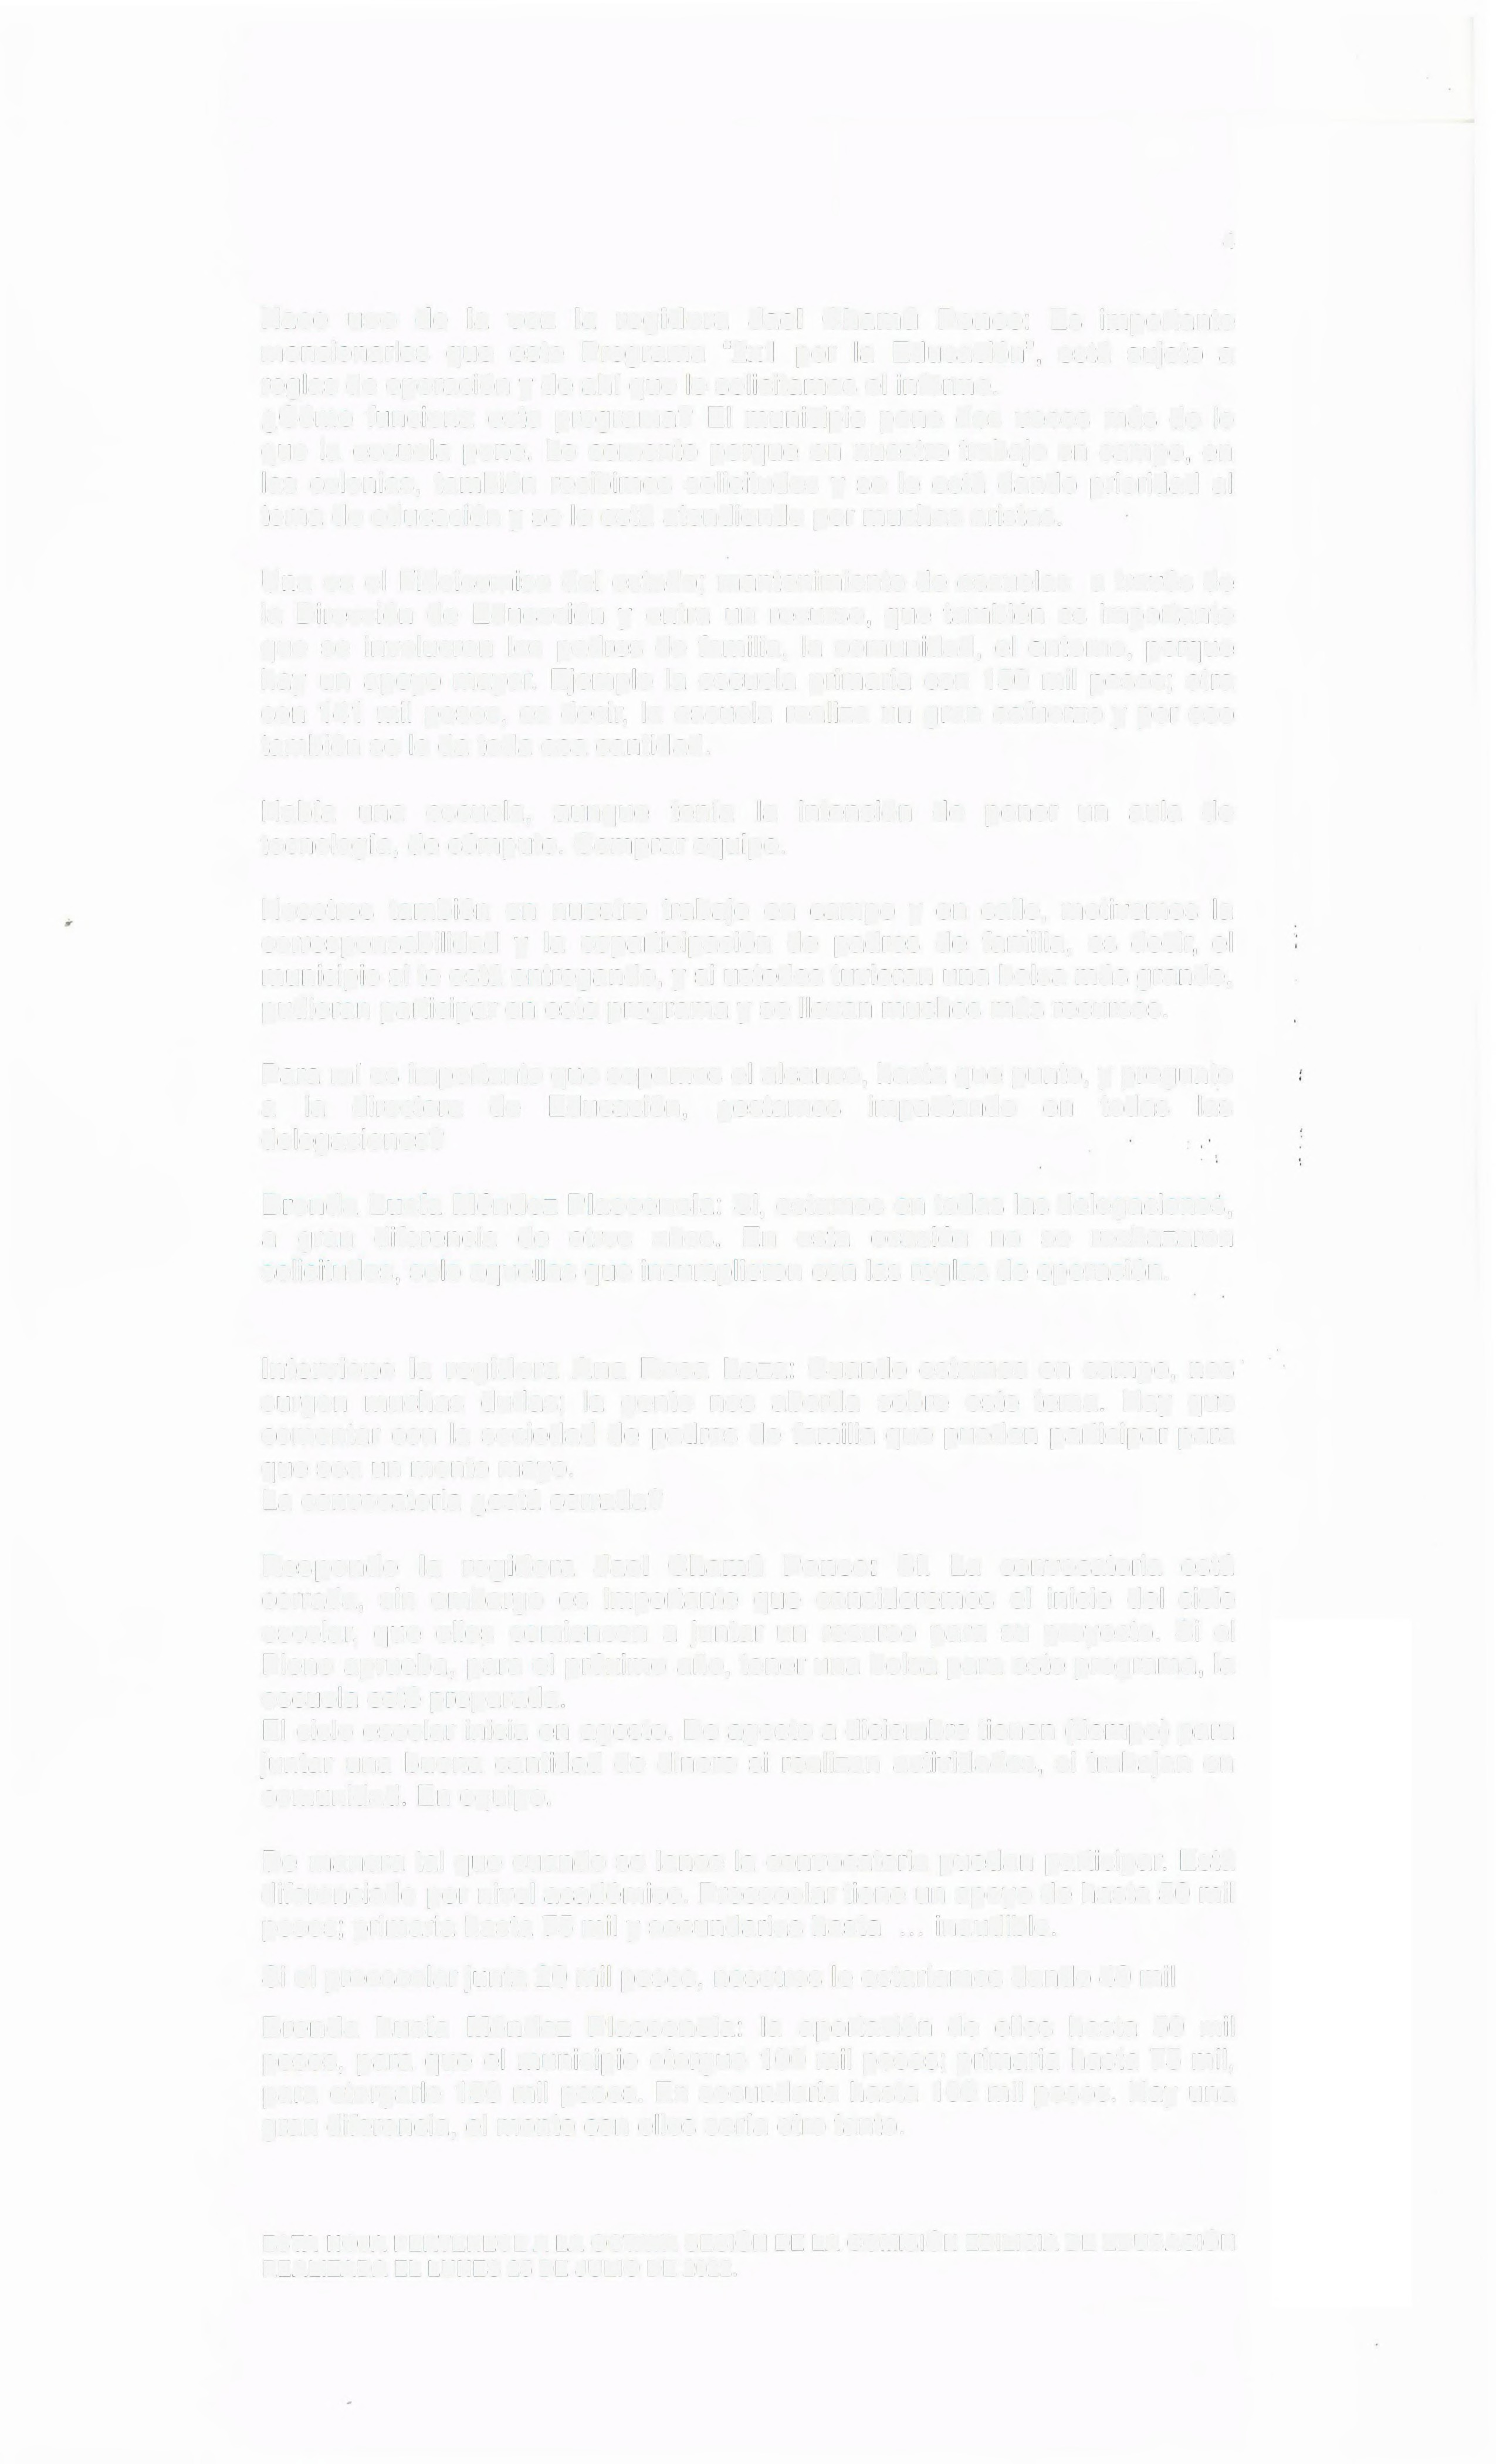 4
Hace uso de la voz la regidora Jael Chamú Ponce: Es importante
mencionarles que este Programa “2x1 por la Educación”, está sujeto a
reglas de operación y de ahí que le solicitamos el informe.
¿Cómo funciona este programa? El municipio pone dos veces más de lo
que la escuela pone. Lo comento porque en nuestro trabajo en campo, en
las colonias, también recibimos solicitudes y se le está dando prioridad al
tema de educación y se le está atendiendo por muchas aristas.
Una es el Fideicomiso del estado; mantenimiento de escuelas a través de
la Dirección de Educación y entra un recurso, que también es importante
que se involucren los padres de familia, la comunidad, el entorno, porque
hay un apoyo mayor. Ejemplo la escuela primaria con 150 mil pesos; otra
con 141 mil pesos, es decir, la escuela realiza un gran esfuerzo y por eso
también se le da toda esa cantidad.
Había una escuela, aunque tenía la intención de poner un aula de
tecnología, de cómputo. Comprar equipo.
Nosotros también en nuestro trabajo en campo y en calle, motivamos la
corresponsabilidad y la coparticipación de padres de familia, es decir, el
municipio sí lo está entregando, y si ustedes tuvieran una bolsa más grande,
pudieran participar en este programa y se llevan muchos más recursos.
Para mí es importante que sepamos el alcance, hasta que punto, y pregunto
a la directora de Educación, ¿estamos impactando en todas las
delegaciones?
Brenda Lucía Méndez Plascencia: Sí, estamos en todas las delegaciones,
a gran diferencia de otros años. En esta ocasión no se rechazaron
solicitudes, solo aquellas que incumplieron con las reglas de operación.
Interviene la regidora Ana Rosa Loza: Cuando estamos en campo, nos
surgen muchas dudas; la gente nos aborda sobre este tema. Hay que
comentar con la sociedad de padres de familia que puedan participar para
que sea un monto mayo.
La convocatoria ¿está cerrada?
Responde la regidora Jael Chamú Ponce: Sí. La convocatoria está
cerrada, sin embargo es importante que consideremos el inicio del ciclo
escolar, que ellos comiencen a juntar un recurso para su proyecto. Si el
Pleno aprueba, para el próximo año, tener una bolsa para este programa, la
escuela esté preparada.
El ciclo escolar inicia en agosto. De agosto a diciembre tienen (tiempo) para
juntar una buena cantidad de dinero si realizan actividades, si trabajan en
comunidad. En equipo.
De manera tal que cuando se lance la convocatoria puedan participar. Está
diferenciado por nivel académico. Preescolar tiene un apoyo de hasta 50 mil
pesos; primaria hasta 75 mil y secundarias hasta ... inaudible.
Si el preescolar junta 20 mil pesos, nosotros le estaríamos dando 40 mil
Brenda Lucía Méndez Plascencia: la aportación de ellos hasta 50 mil
pesos, para que el municipio otorgue 100 mil pesos; primaria hasta 75 mil,
para otorgarle 150 mil pesos. En secundaria hasta 100 mil pesos. Hay una
gran diferencia, el monto con ellos sería otro tanto.
ESTA HOJA PERTENECE A LA OCTAVA SESIÓN DE LA COMISIÓN EDILICIA DE EDUCACIÓN
REALIZADA EL LUNES 25 DE JULIO DE 2022.